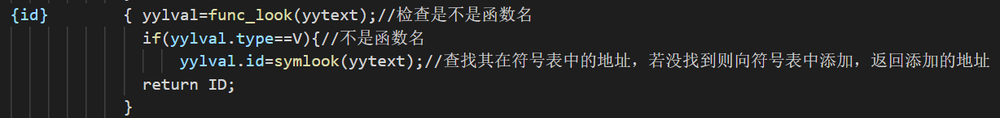 {id}        { yylval=func_look(yytext);//检查是不是函数名
              if(yylval.type==V){//不是函数名
                  yylval.id=symlook(yytext);//查找其在符号表中的地址，若没找到则向符号表中添加，返回添加的地址
              return ID;
            }